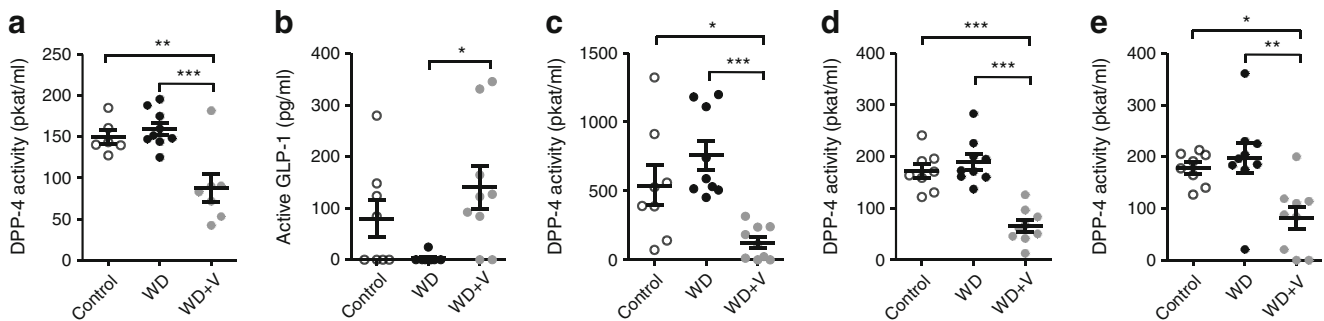 a
DPP-4 activity (pkat/ml)
250
200
150
100
50
0
**
***
Control
WD
WD+V
b
Active GLP-1 (pg/ml)
400
300
200
100
0
*
Control
WD
WD+V
c
DPP-4 activity (pkat/ml)
1500
1000
500
0
*
***
Control
WD
WD+V
d
DPP-4 activity (pkat/ml)
400
300
200
100
0
***
***
Control
WD
WD+V
e
DPP-4 activity (pkat/ml)
400
300
200
100
0
*
**
Control
WD
WD+V